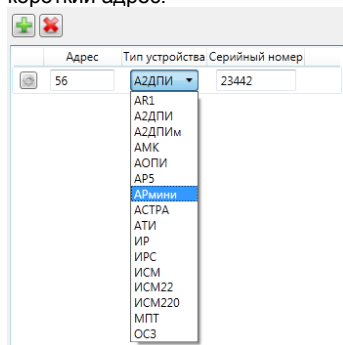 короткий адрес.
Адрес Тип устройства Серийный номер
56 А2ДПИ 23442
AR1
А2ДПИ
А2ДПИм
АМК
АОПИ
АР5
АРмини
АСТРА
АТИ
ИР
ИРС
ИСМ
ИСМ22
ИСМ220
МПТ
ОСЗ